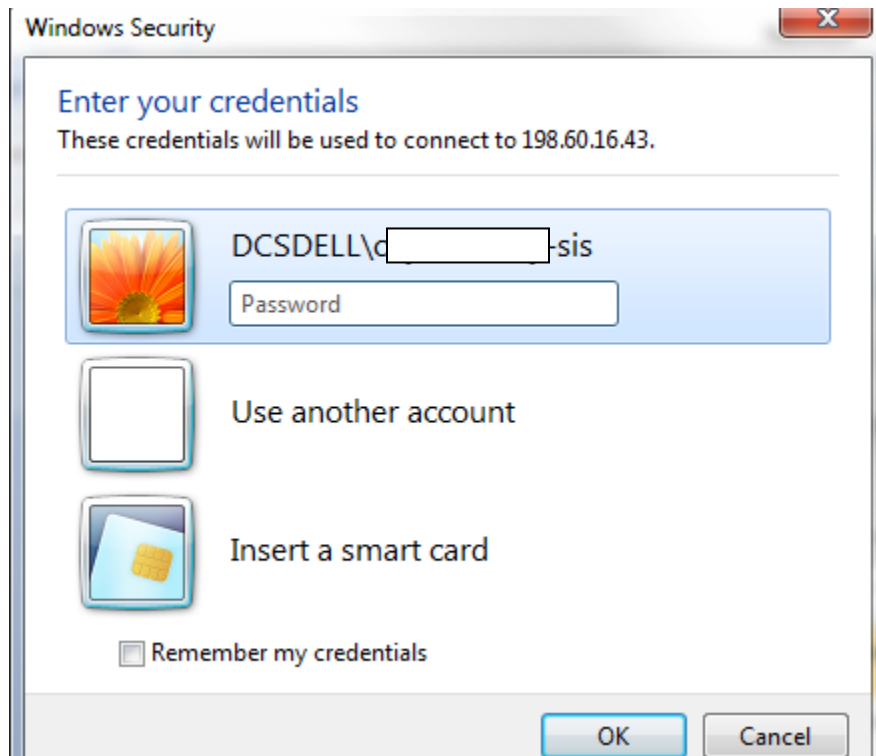 Windows Security
Enter your credentials
These credentials will be used to connect to 198.60.16.43.
DCSDELL\ -sis
Password
Use another account
Insert a smart card
Remember my credentials
OK Cancel